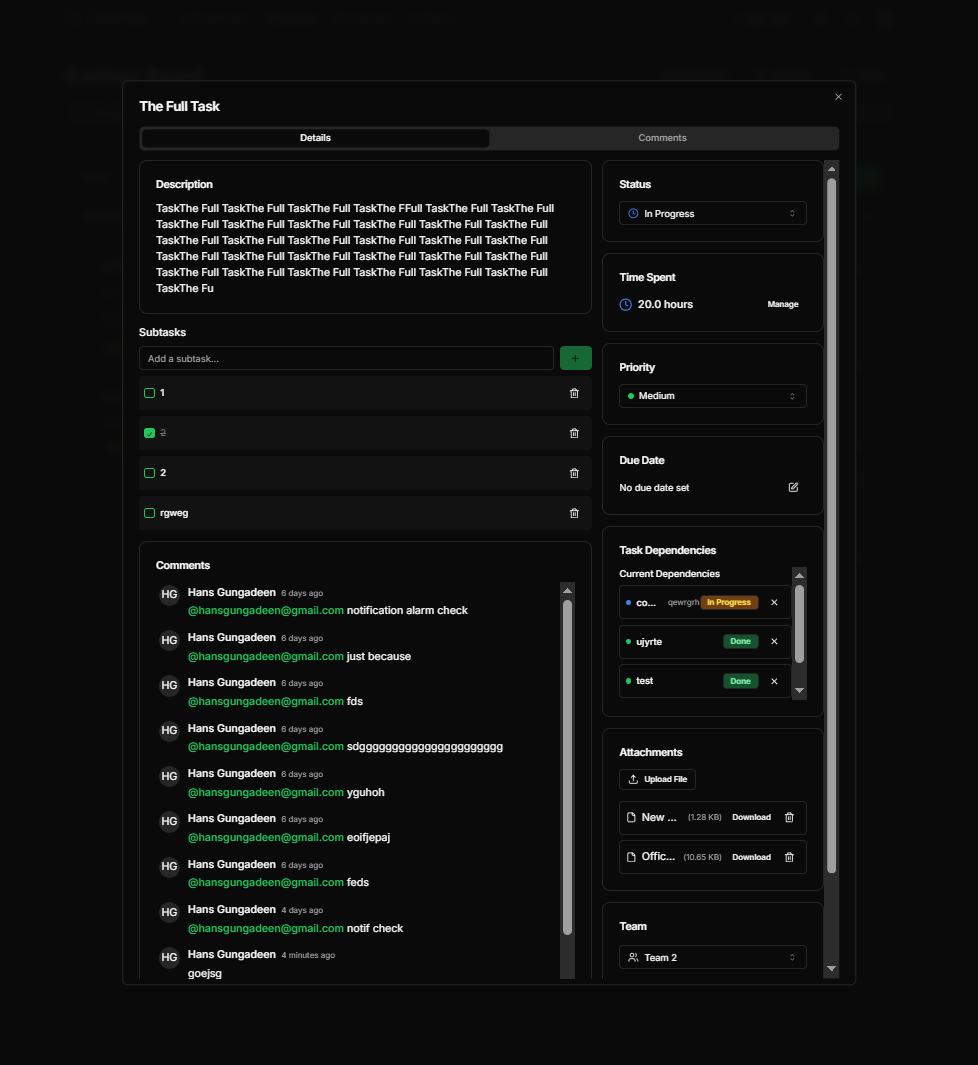 The Full Task
Details
Comments
Description
TaskThe Full TaskThe Full TaskThe Full TaskThe FFull TaskThe Full TaskThe Full
TaskThe Full TaskThe Full TaskThe Full TaskThe Full TaskThe Full TaskThe Full
TaskThe Full TaskThe Full TaskThe Full TaskThe Full TaskThe Full TaskThe Full
TaskThe Full TaskThe Full TaskThe Full TaskThe Full TaskThe Full TaskThe Full
TaskThe Full TaskThe Full TaskThe Full TaskThe Full TaskThe Full TaskThe Full
TaskThe Fu
Subtasks
Add a subtask...
1
2
2
rgweg
Comments
HG Hans Gungadeen 6 days ago
@hansgungadeen@gmail.com notification alarm check
HG Hans Gungadeen 6 days ago
@hansgungadeen@gmail.com just because
HG Hans Gungadeen 6 days ago
@hansgungadeen@gmail.com fds
HG Hans Gungadeen 6 days ago
@hansgungadeen@gmail.com sdgggggggggggggggggggggg
HG Hans Gungadeen 6 days ago
@hansgungadeen@gmail.com yguhoh
HG Hans Gungadeen 6 days ago
@hansgungadeen@gmail.com eoifjepaj
HG Hans Gungadeen 6 days ago
@hansgungadeen@gmail.com feds
HG Hans Gungadeen 4 days ago
@hansgungadeen@gmail.com notif check
HG Hans Gungadeen 4 minutes ago
goejsg
Status
In Progress
Time Spent
20.0 hours Manage
Priority
Medium
Due Date
No due date set
Task Dependencies
Current Dependencies
co... qewrgrh In Progress
ujyrte Done
test Done
Attachments
Upload File
New ... (1.28 KB) Download
Offic... (10.65 KB) Download
Team
Team 2